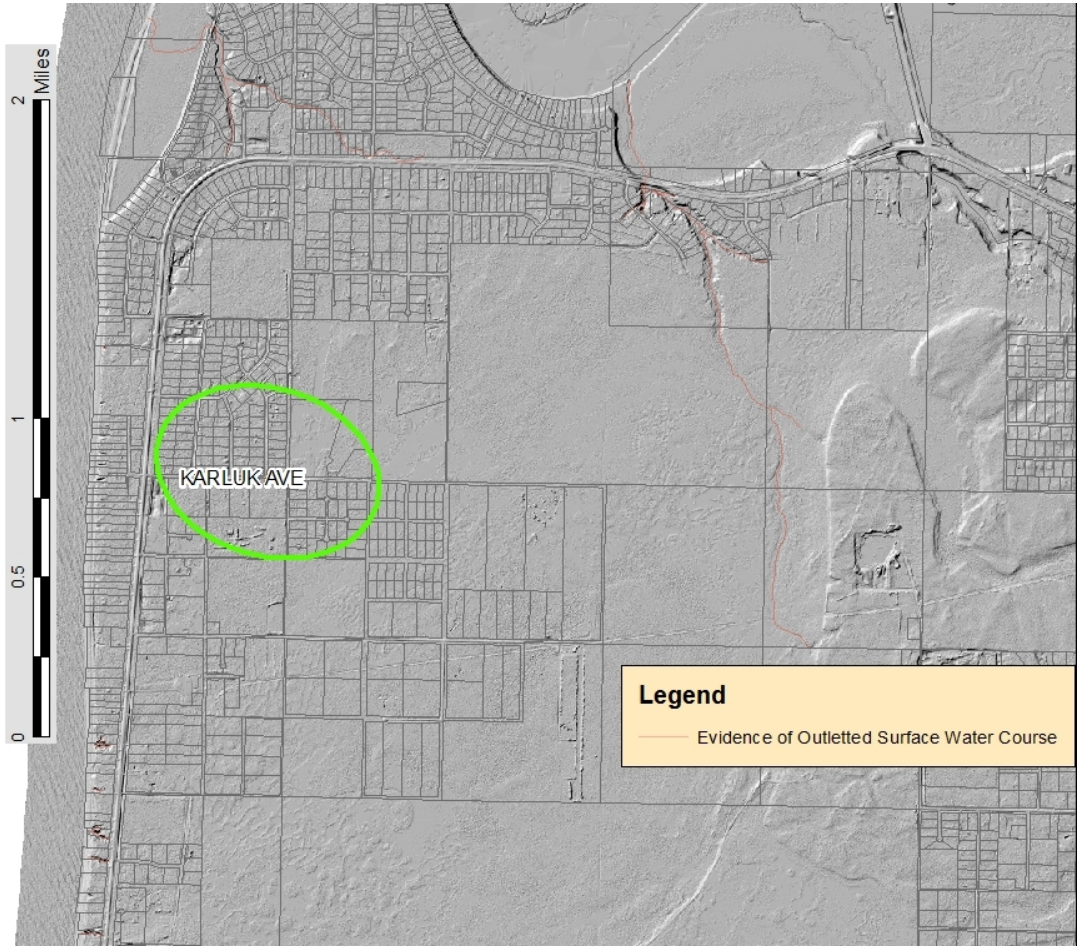 Miles
2
1
0.5
0
KARLUK AVE
Legend
Evidence of Outletted Surface Water Course